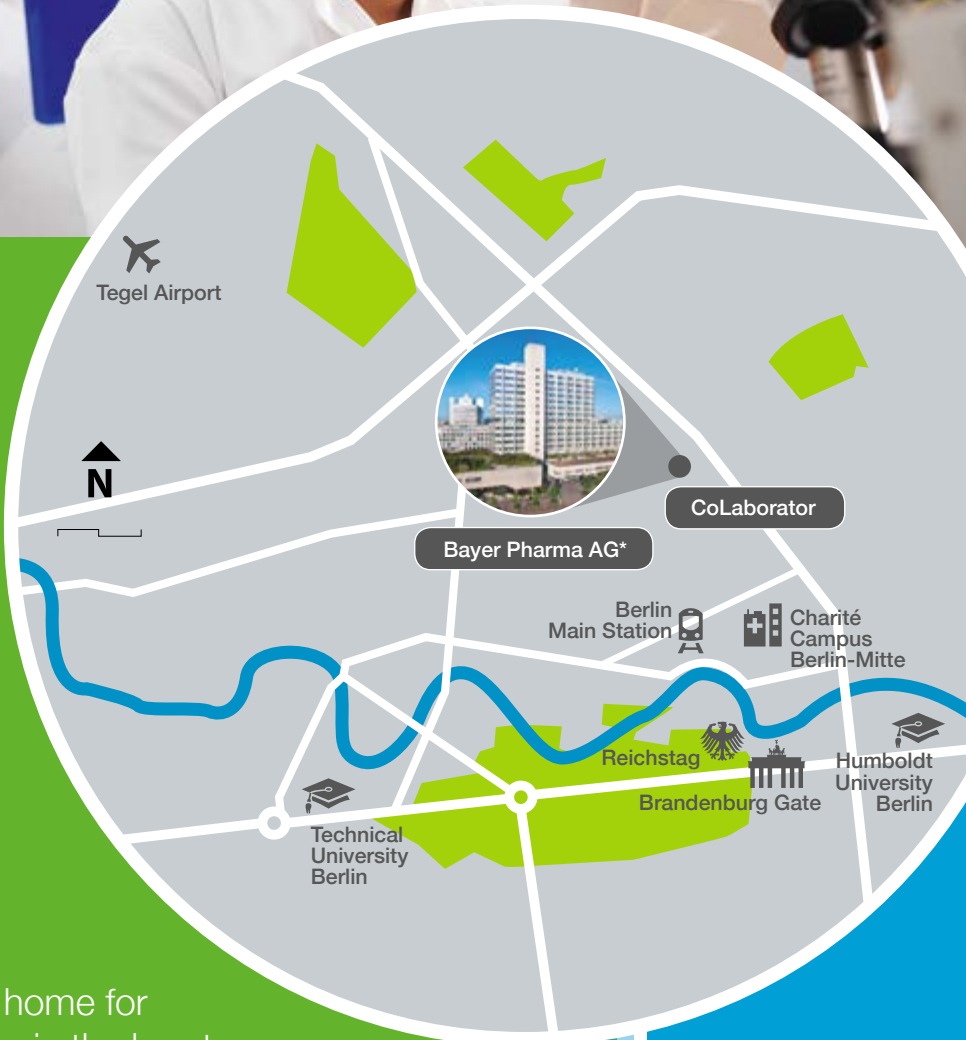 Tegel Airport
N
CoLaborator
Bayer Pharma AG*
Berlin
Main Station
Charité
Campus
Berlin-Mitte
Reichstag
Humboldt
University
Berlin
Brandenburg Gate
Technical
University
Berlin
home for